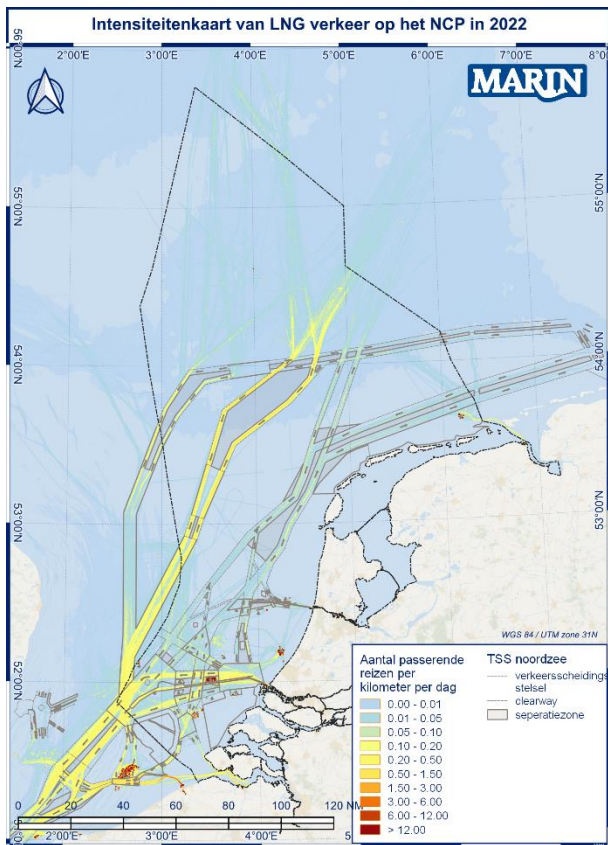 Intensiteitenkaart van LNG verkeer op het NCP in 2022
2°00'E 3°00'E 4°00'E 5°00'E 6°00'E 7°00'E 8°0
56°00'N
MARIN
55°00'N 55°00'N
54°00'N 54°00'N
53°00'N 53°00'N
WGS 84 / UTM zone 31N
52°00'N
Aantal passerende
reizen per
kilometer per dag
0.00 - 0.01
0.01 - 0.05
0.05 - 0.10
0.10 - 0.20
0.20 - 0.50
0.50 - 1.50
1.50 - 3.00
3.00 - 6.00
6.00 - 12.00
> 12.00
TSS noordzee
verkeersscheidings
stelsel
clearway
seperatiezone
0 20 40 60 80 100 120 NM
2°00'E 3°00'E 4°00'E